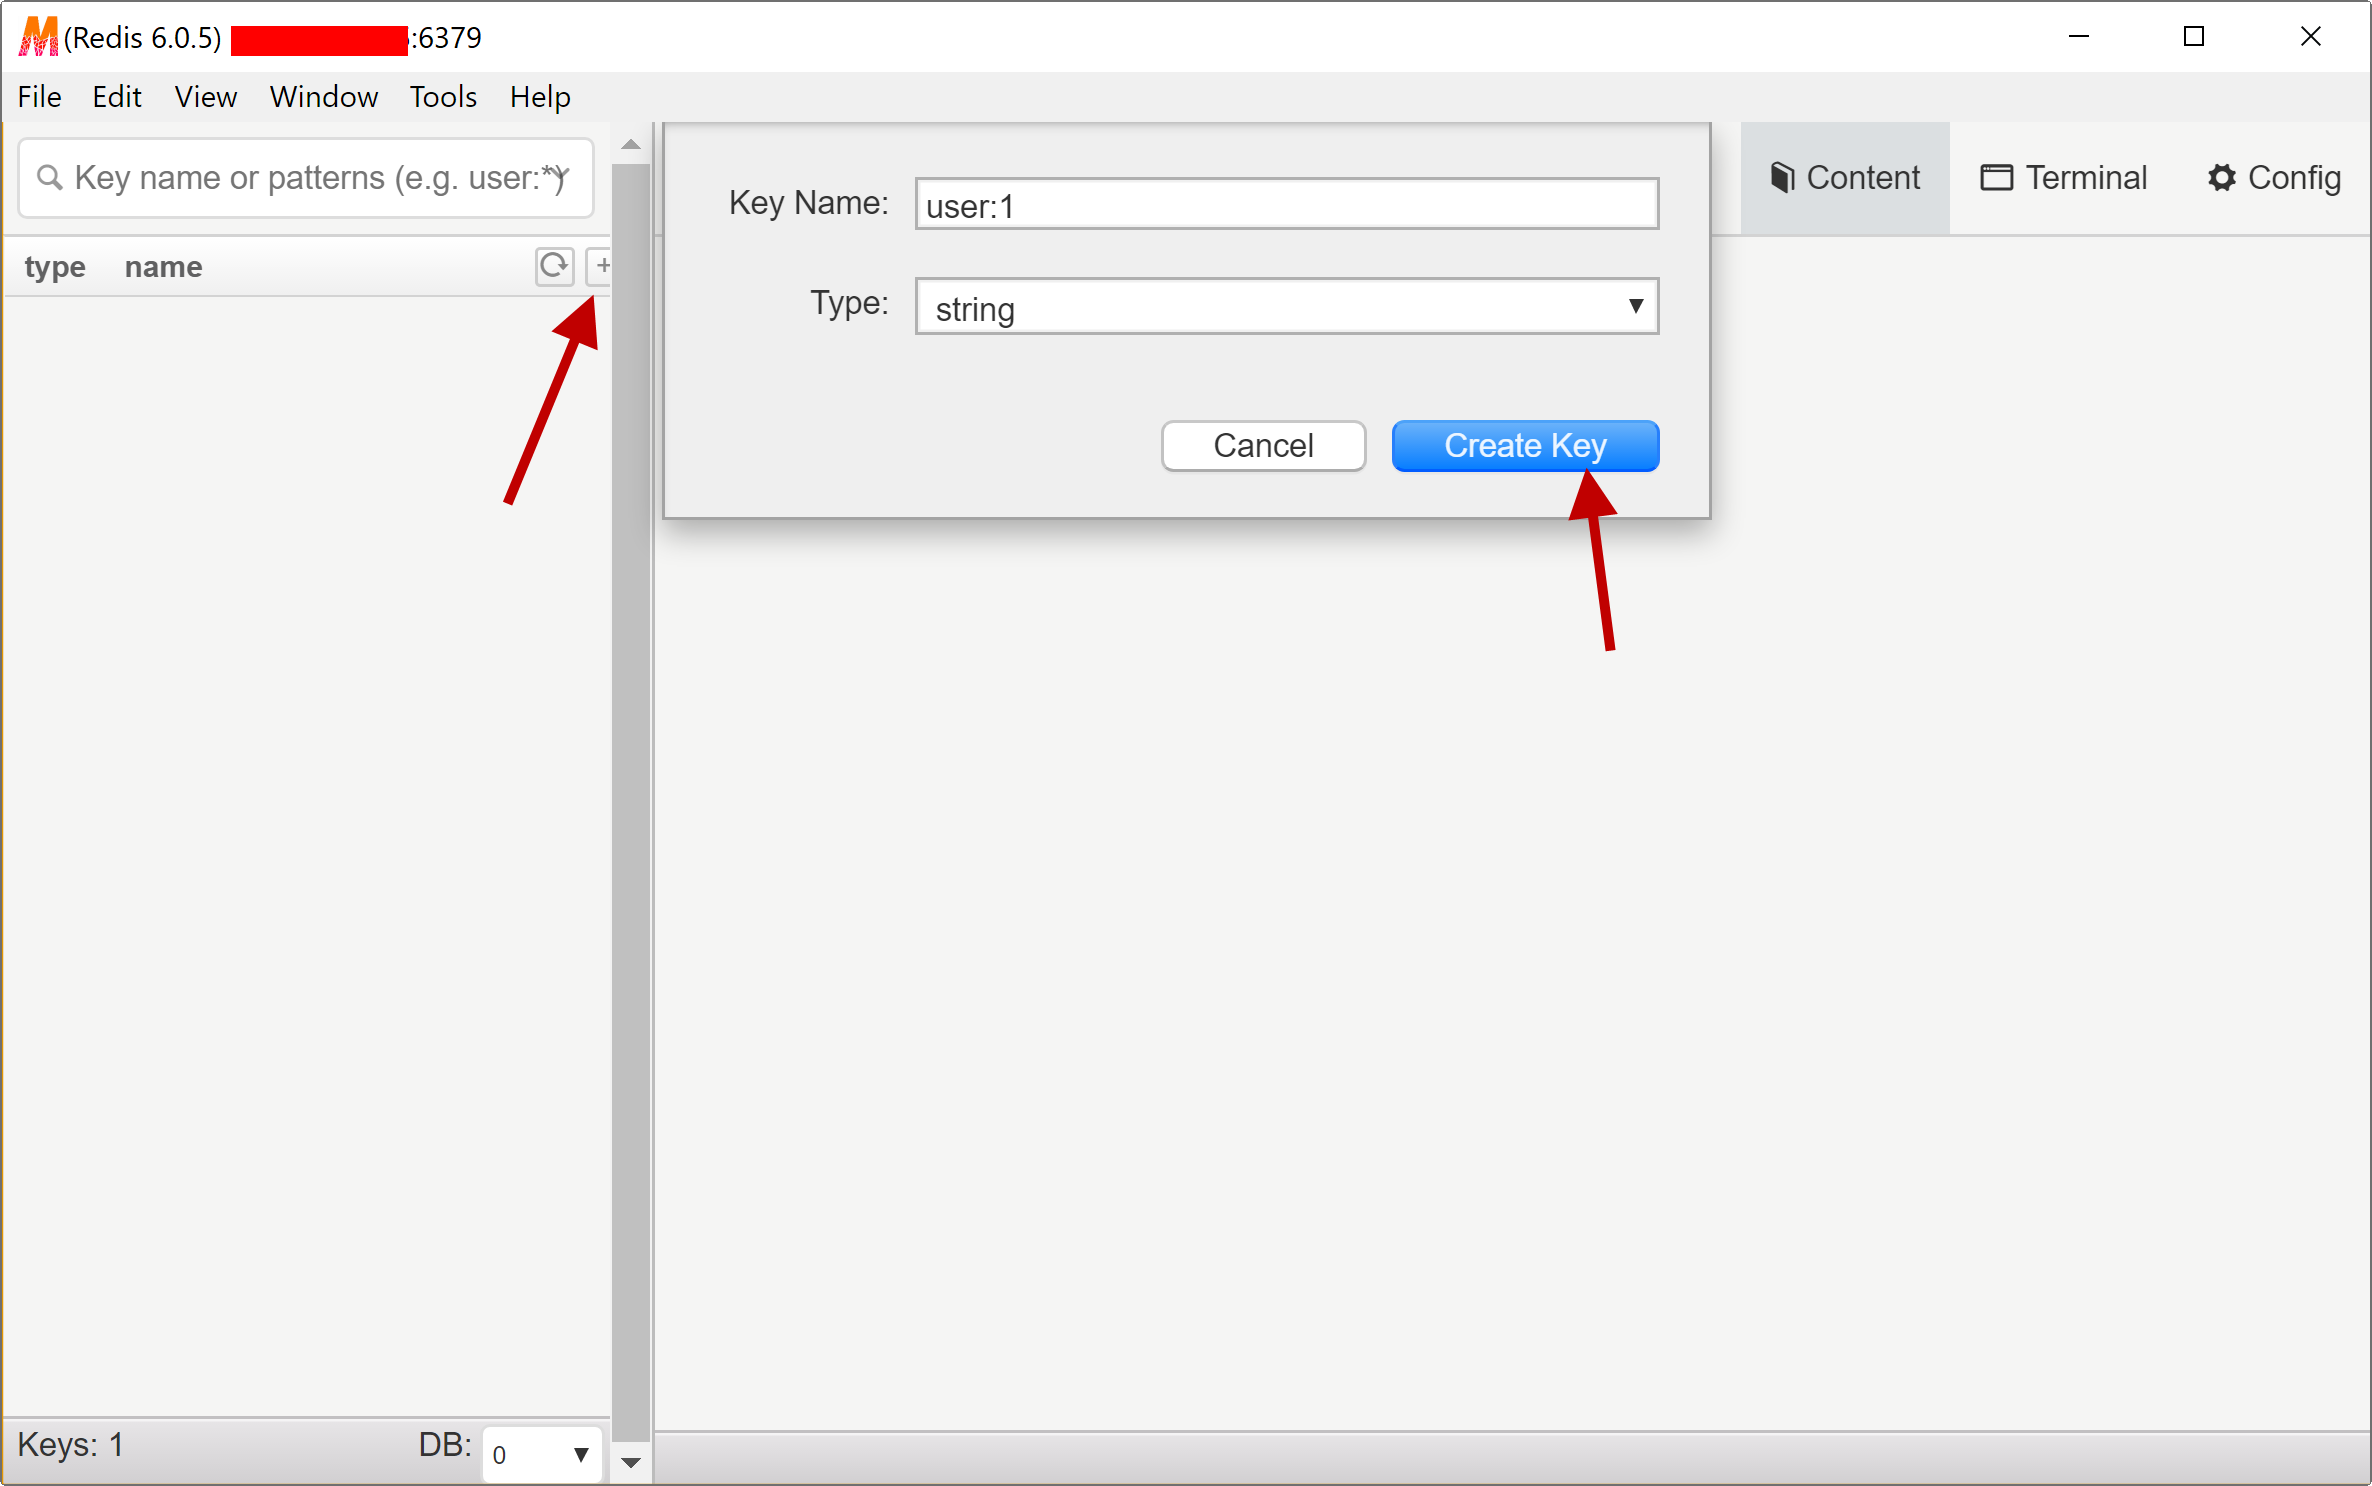 (Redis 6.0.5) :6379
File Edit View Window Tools Help
Key name or patterns (e.g. user:*)
type name
+
Key Name: user:1
Type: string
Cancel Create Key
Content Terminal Config
Keys: 1 DB: 0